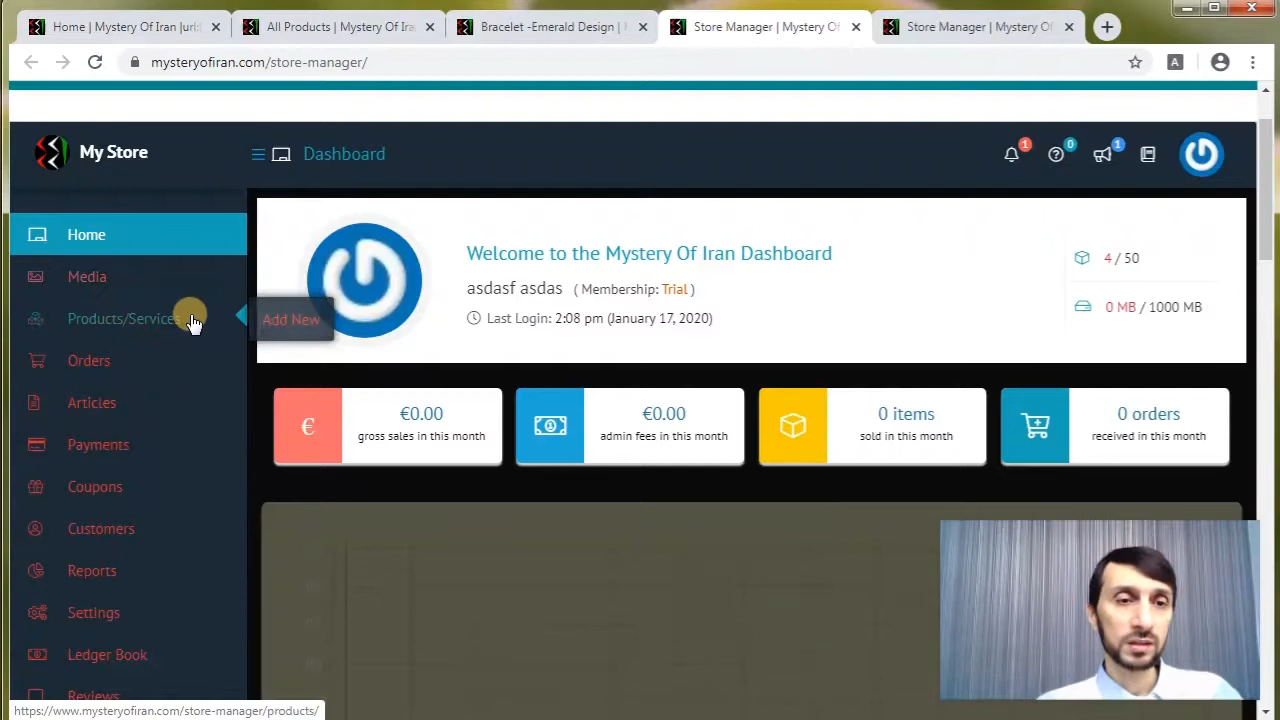 Home | Mystery Of Iran |بازا
All Products | Mystery Of Ira
Bracelet -Emerald Design |
Store Manager | Mystery Of
Store Manager | Mystery Of
mysteryofiran.com/store-manager/
A
My Store
Dashboard
1
0
1
Home
Media
Products/Services
Add New
Orders
Articles
Payments
Coupons
Customers
Reports
Settings
Ledger Book
Reviews
Welcome to the Mystery Of Iran Dashboard
asdasf asdas ( Membership: Trial )
Last Login: 2:08 pm (January 17, 2020)
4 / 50
0 MB / 1000 MB
€
€0.00
gross sales in this month
€0.00
admin fees in this month
0 items
sold in this month
0 orders
received in this month
https://www.mysteryofiran.com/store-manager/products/